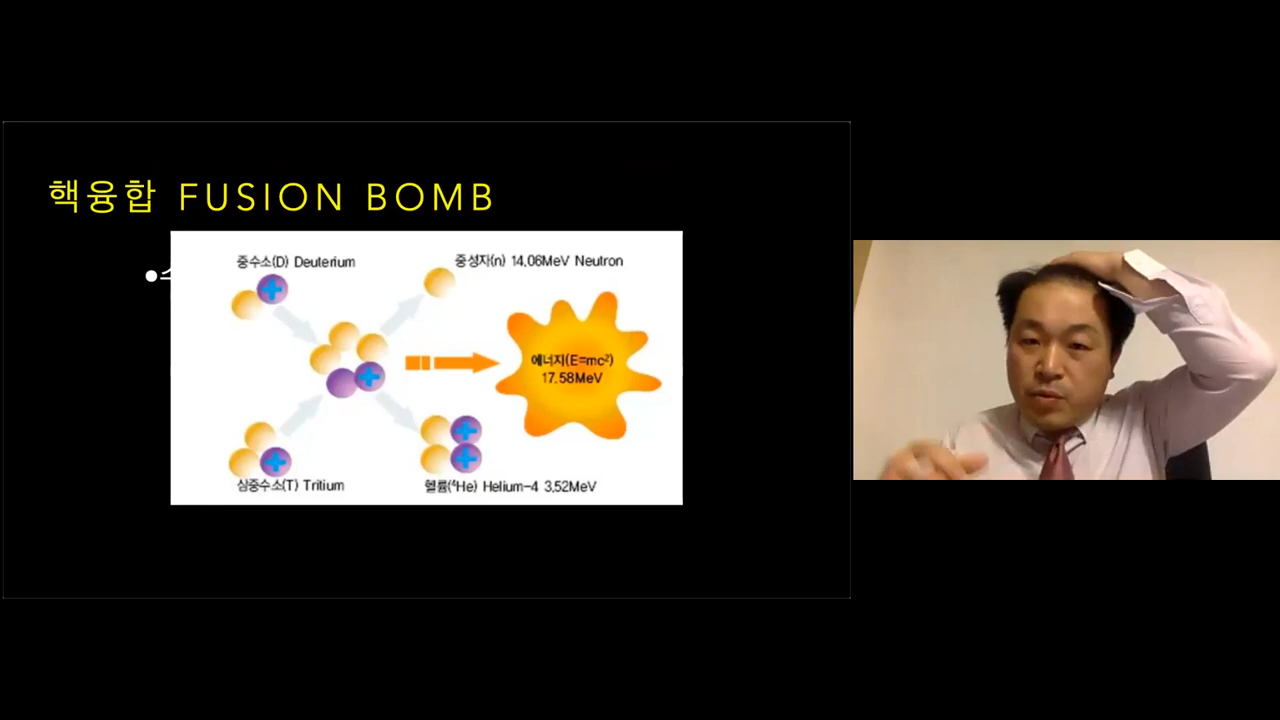 핵융합 FUSION BOMB
중수소(D) Deuterium
중성자(n) 14.06MeV Neutron
에너지(E=mc²)
17.58MeV
삼중수소(T) Tritium
헬륨(⁴He) Helium-4 3.52MeV